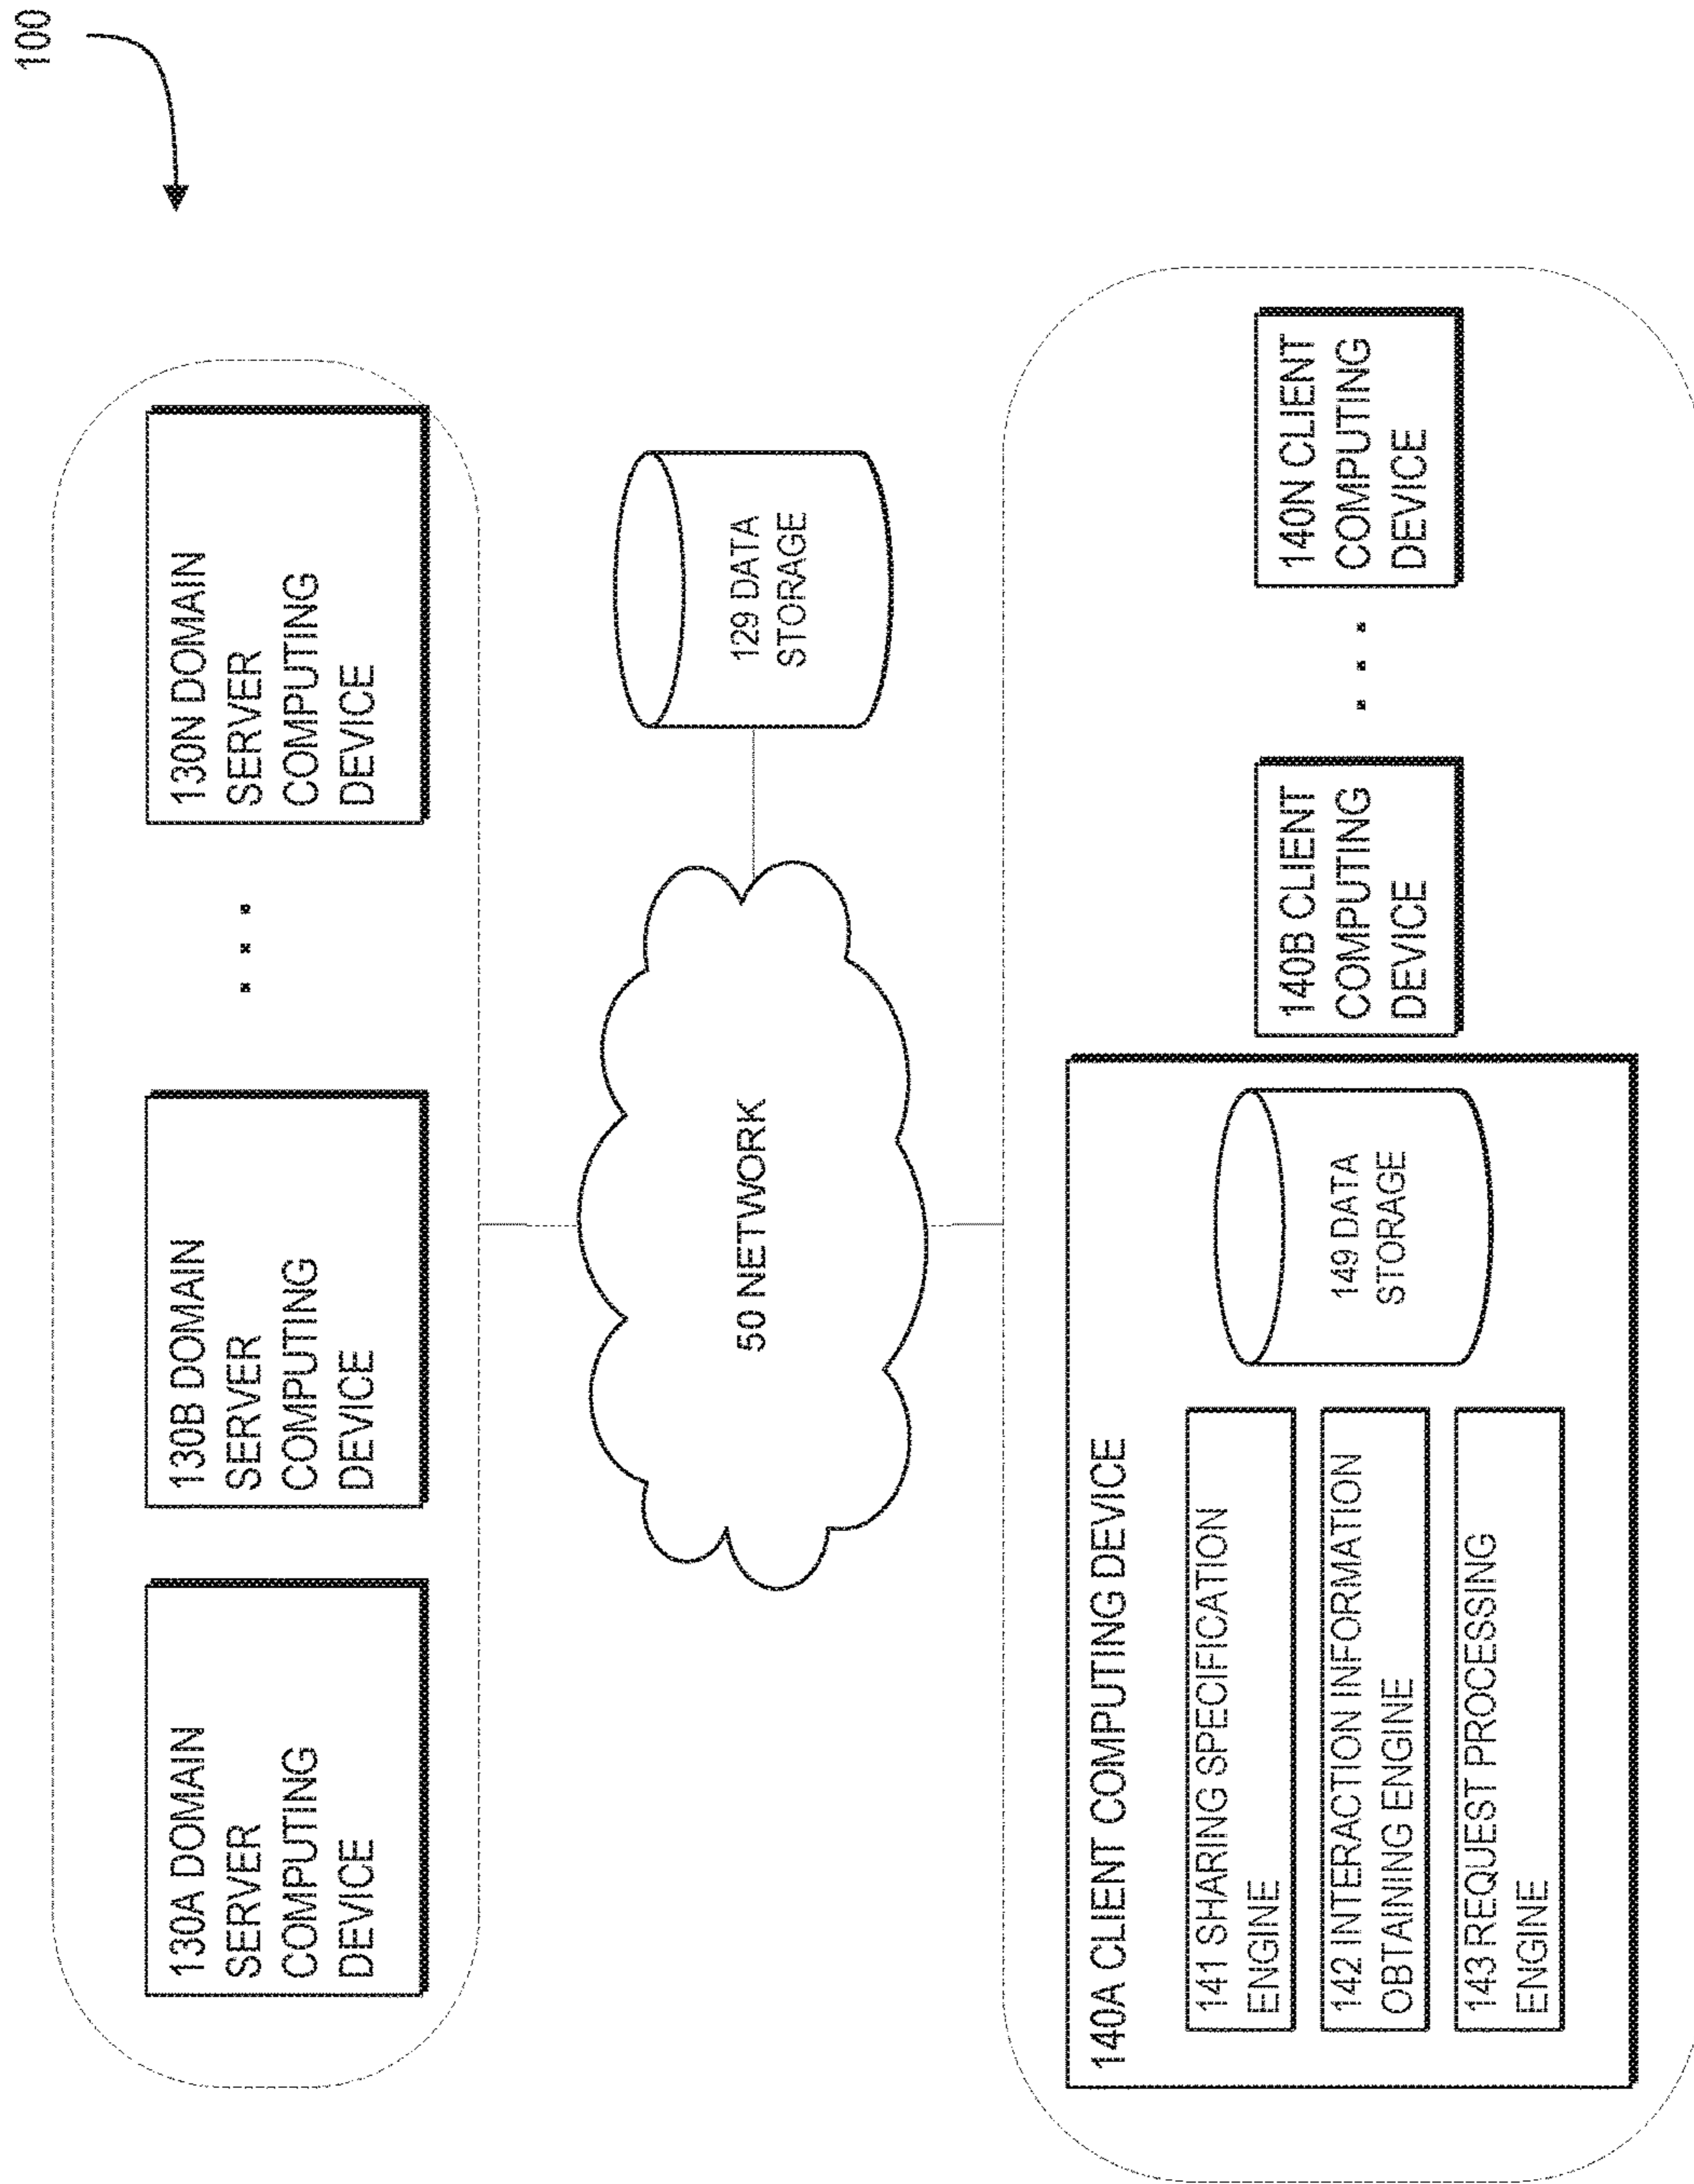 100
130A DOMAIN
SERVER
COMPUTING
DEVICE
130B DOMAIN
SERVER
COMPUTING
DEVICE
. . .
130N DOMAIN
SERVER
COMPUTING
DEVICE
50 NETWORK
129 DATA
STORAGE
140A CLIENT COMPUTING DEVICE
141 SHARING SPECIFICATION
ENGINE
142 INTERACTION INFORMATION
OBTAINING ENGINE
143 REQUEST PROCESSING
ENGINE
149 DATA
STORAGE
140B CLIENT
COMPUTING
DEVICE
. . .
140N CLIENT
COMPUTING
DEVICE